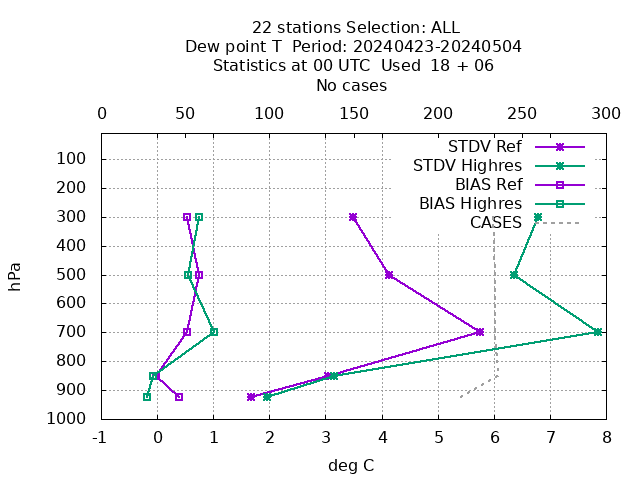 22 stations Selection: ALL
Dew point T  Period: 20240423-20240504
Statistics at 00 UTC  Used  18 + 06
No cases
0 50 100 150 200 250 300
STDV Ref
STDV Highres
BIAS Ref
BIAS Highres
CASES
100
200
300
400
500
600
700
800
900
1000
hPa
-1 0 1 2 3 4 5 6 7 8
deg C